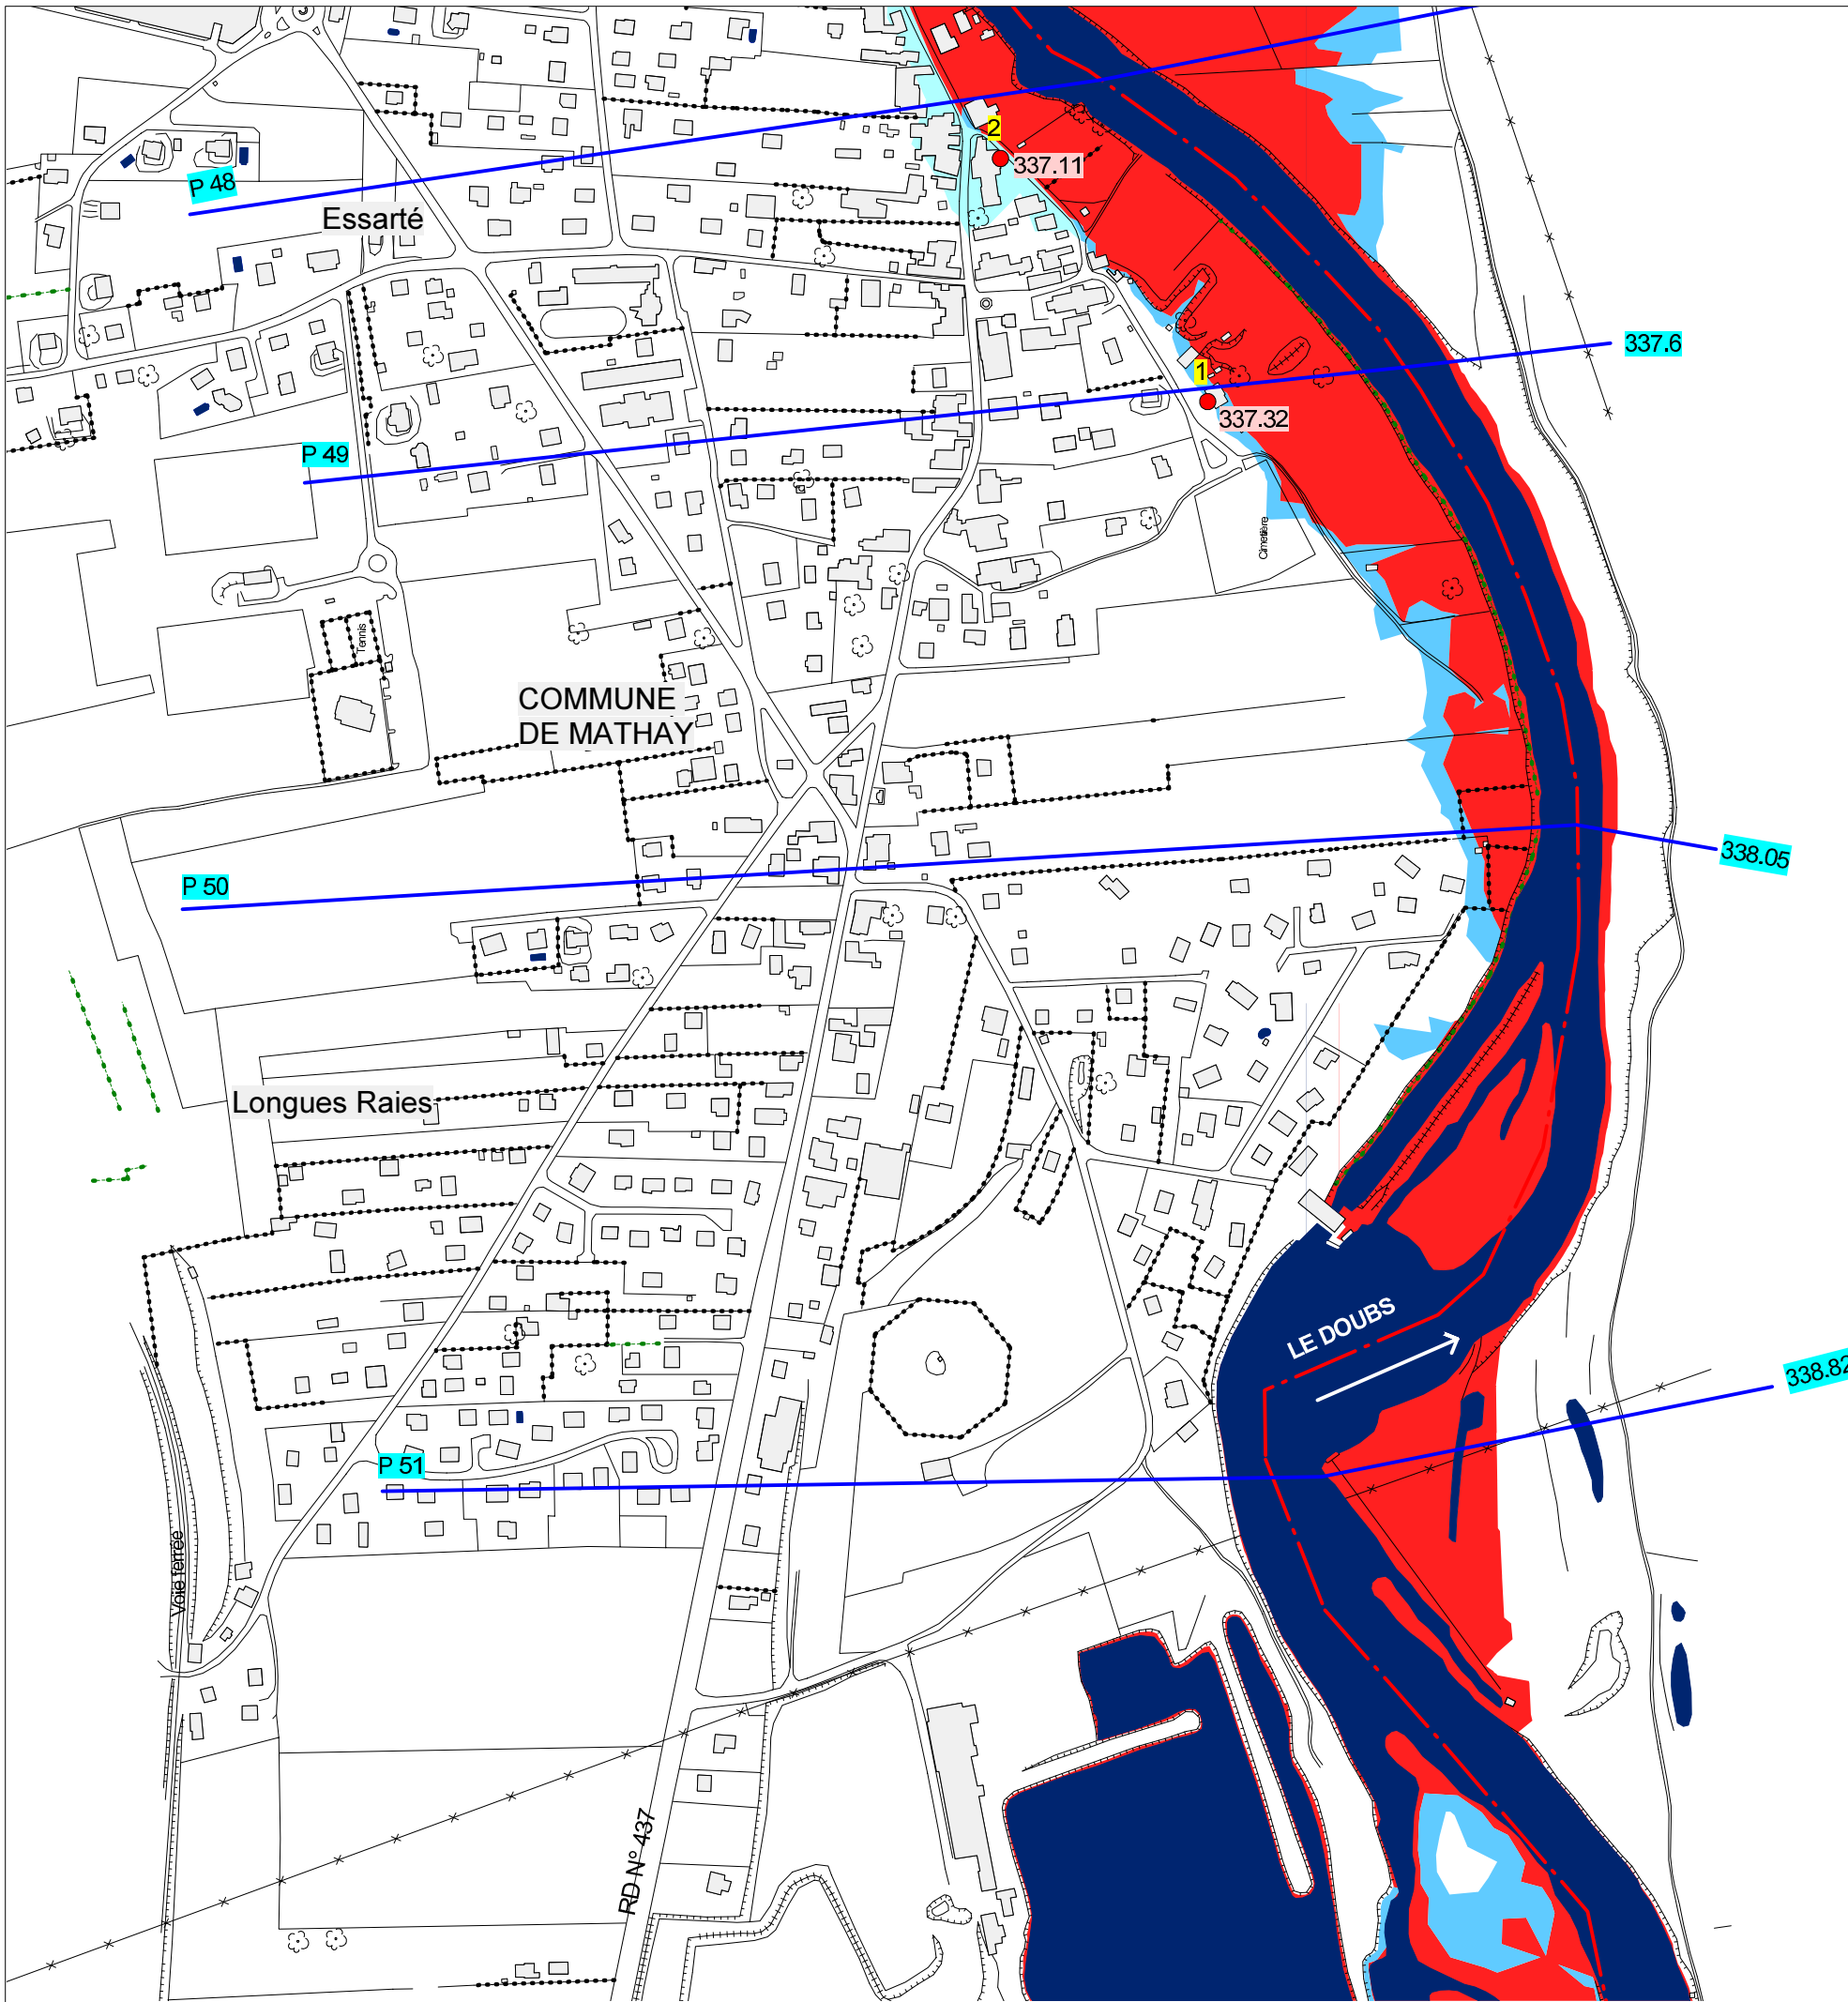 2
337.11
P 48
Essarté
337.6
1
337.32
P 49
Cimetière
Tennis
COMMUNE
DE MATHAY
338.05
P 50
Longues Raies
LE DOUBS
338.82
P 51
Voie ferrée
RD N° 437